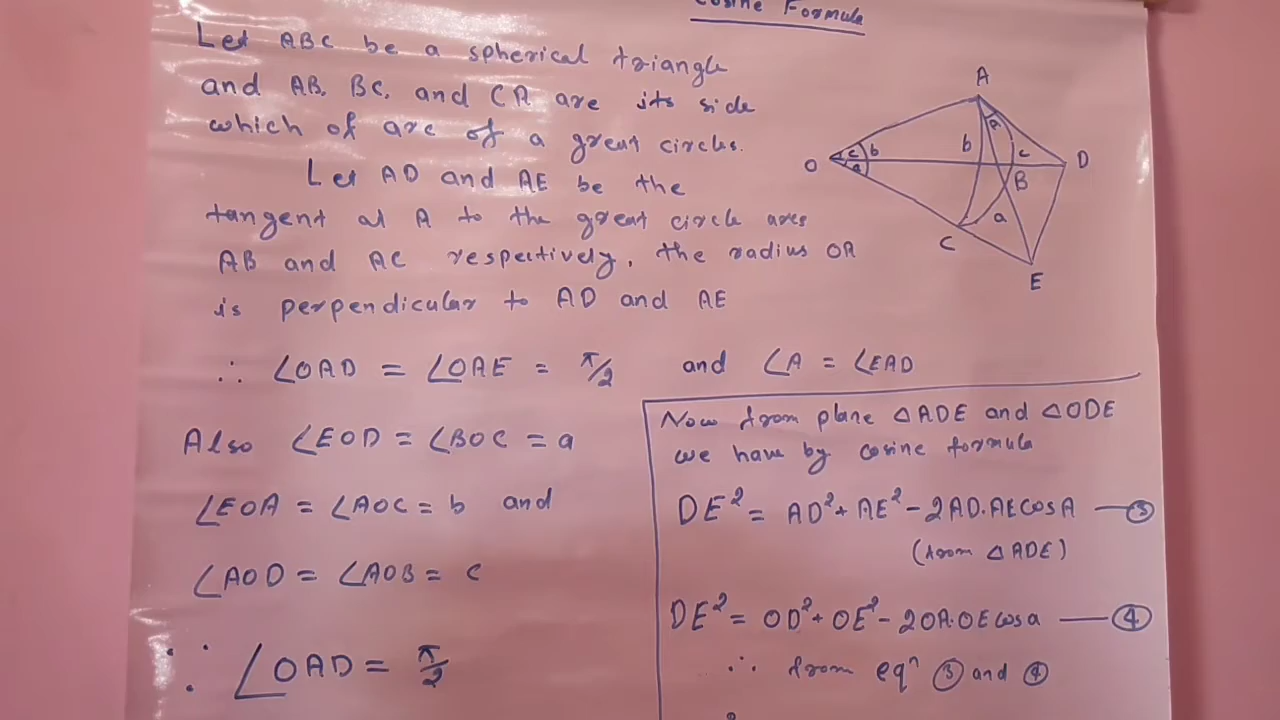 Cosine Formula
Let ABC be a spherical triangle
and AB, BC, and CA are its side
which of arc of a great circles.
Let AD and AE be the
tangent at A to the great circle arcs
AB and AC respectively, the radius OA
is perpendicular to AD and AE
∴ ∠OAD = ∠OAE = π/2 and ∠A = ∠EAD
Also ∠EOD = ∠BOC = a
∠EOA = ∠AOC = b and
∠AOD = ∠AOB = c
∵ ∠OAD = π/2
A
a
b
c
O
c
b
a
D
B
a
C
E
Now from plane △ADE and △ODE
we have by cosine formula
DE² = AD² + AE² - 2AD.AE cosA —③
(from △ADE)
DE² = OD² + OE² - 2OA.OE cosa —④
∴ from eqⁿ ③ and ④